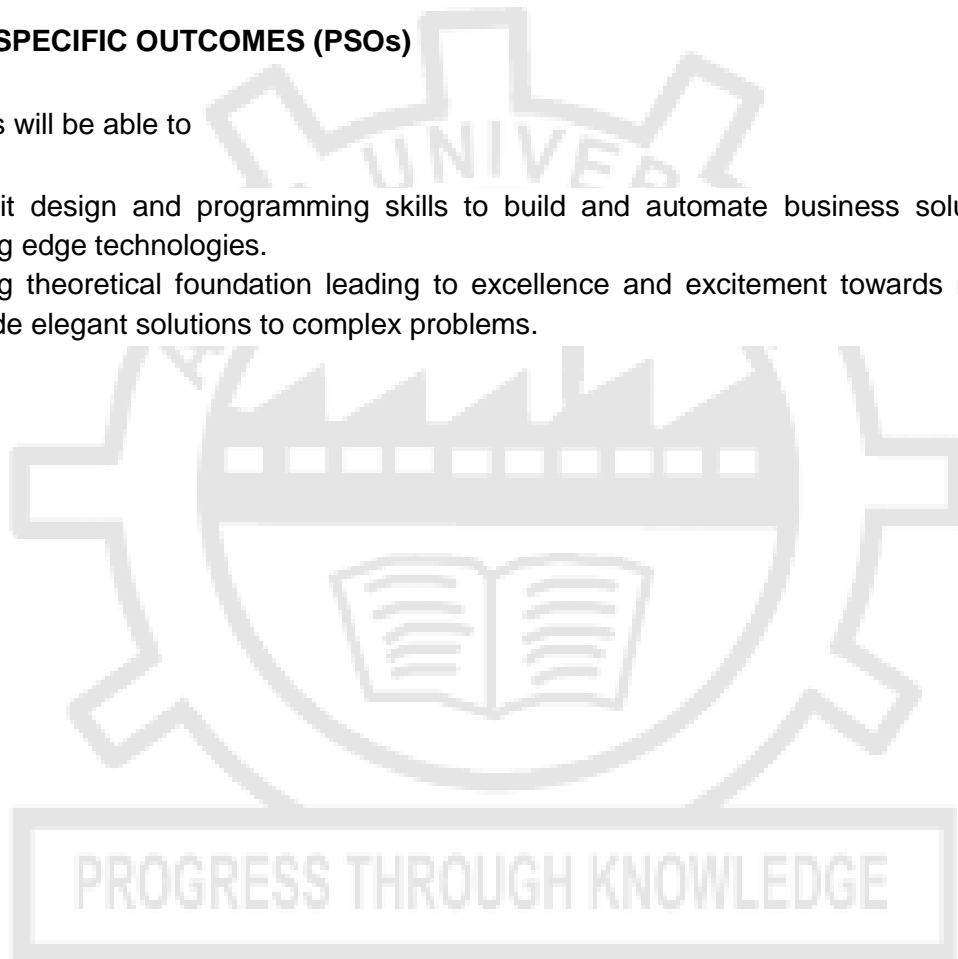 SPECIFIC OUTCOMES (PSOs)
s will be able to
UNIVER
it design and programming skills to build and automate business solu
g edge technologies.
g theoretical foundation leading to excellence and excitement towards
de elegant solutions to complex problems.
PROGRESS THROUGH KNOWLEDGE